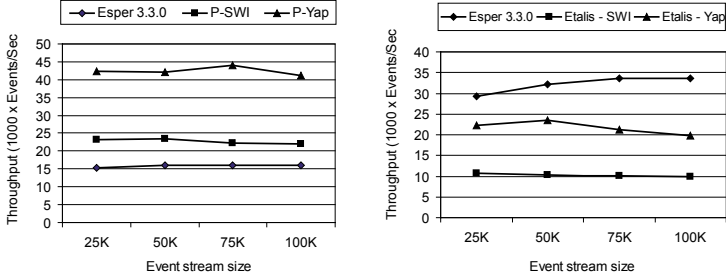 Esper 3.3.0 P-SWI P-Yap
Throughput (1000 x Events/Sec
50
45
40
35
30
25
20
15
10
5
0
25K 50K 75K 100K
Event stream size
Esper 3.3.0 Etalis - SWI Etalis - Yap
Throughput (1000 x Events/Sec
40
35
30
25
20
15
10
5
0
25K 50K 75K 100K
Event stream size